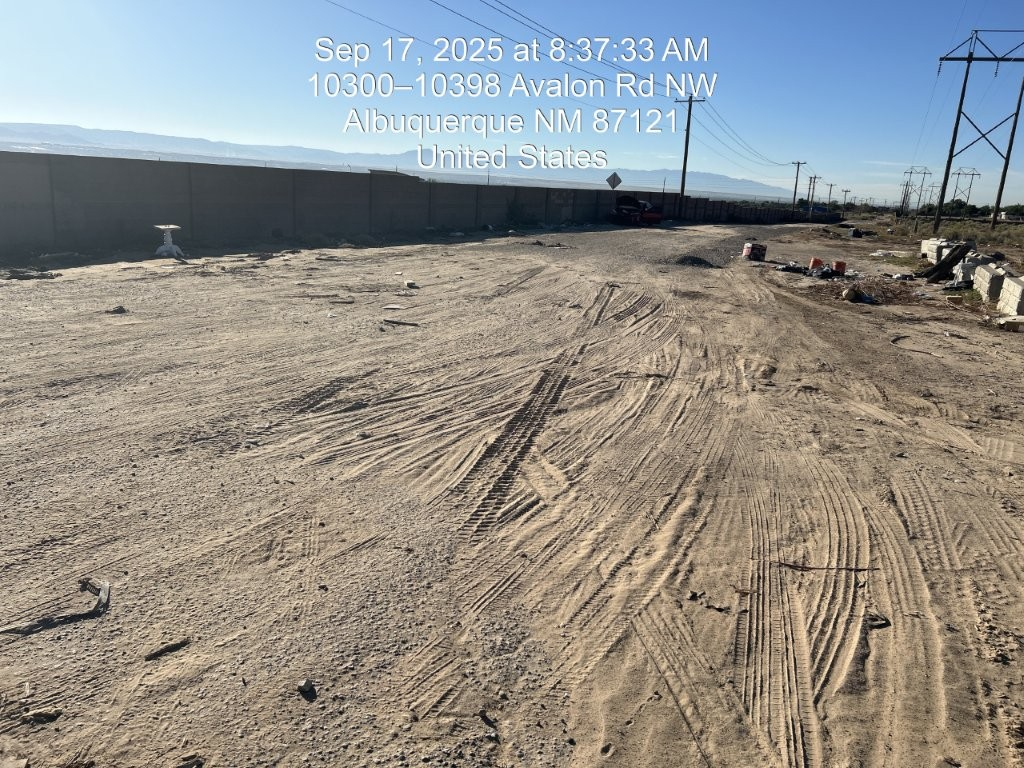 Sep 17, 2025 at 8:37:33 AM
10300–10398 Avalon Rd NW
Albuquerque NM 87121
United States